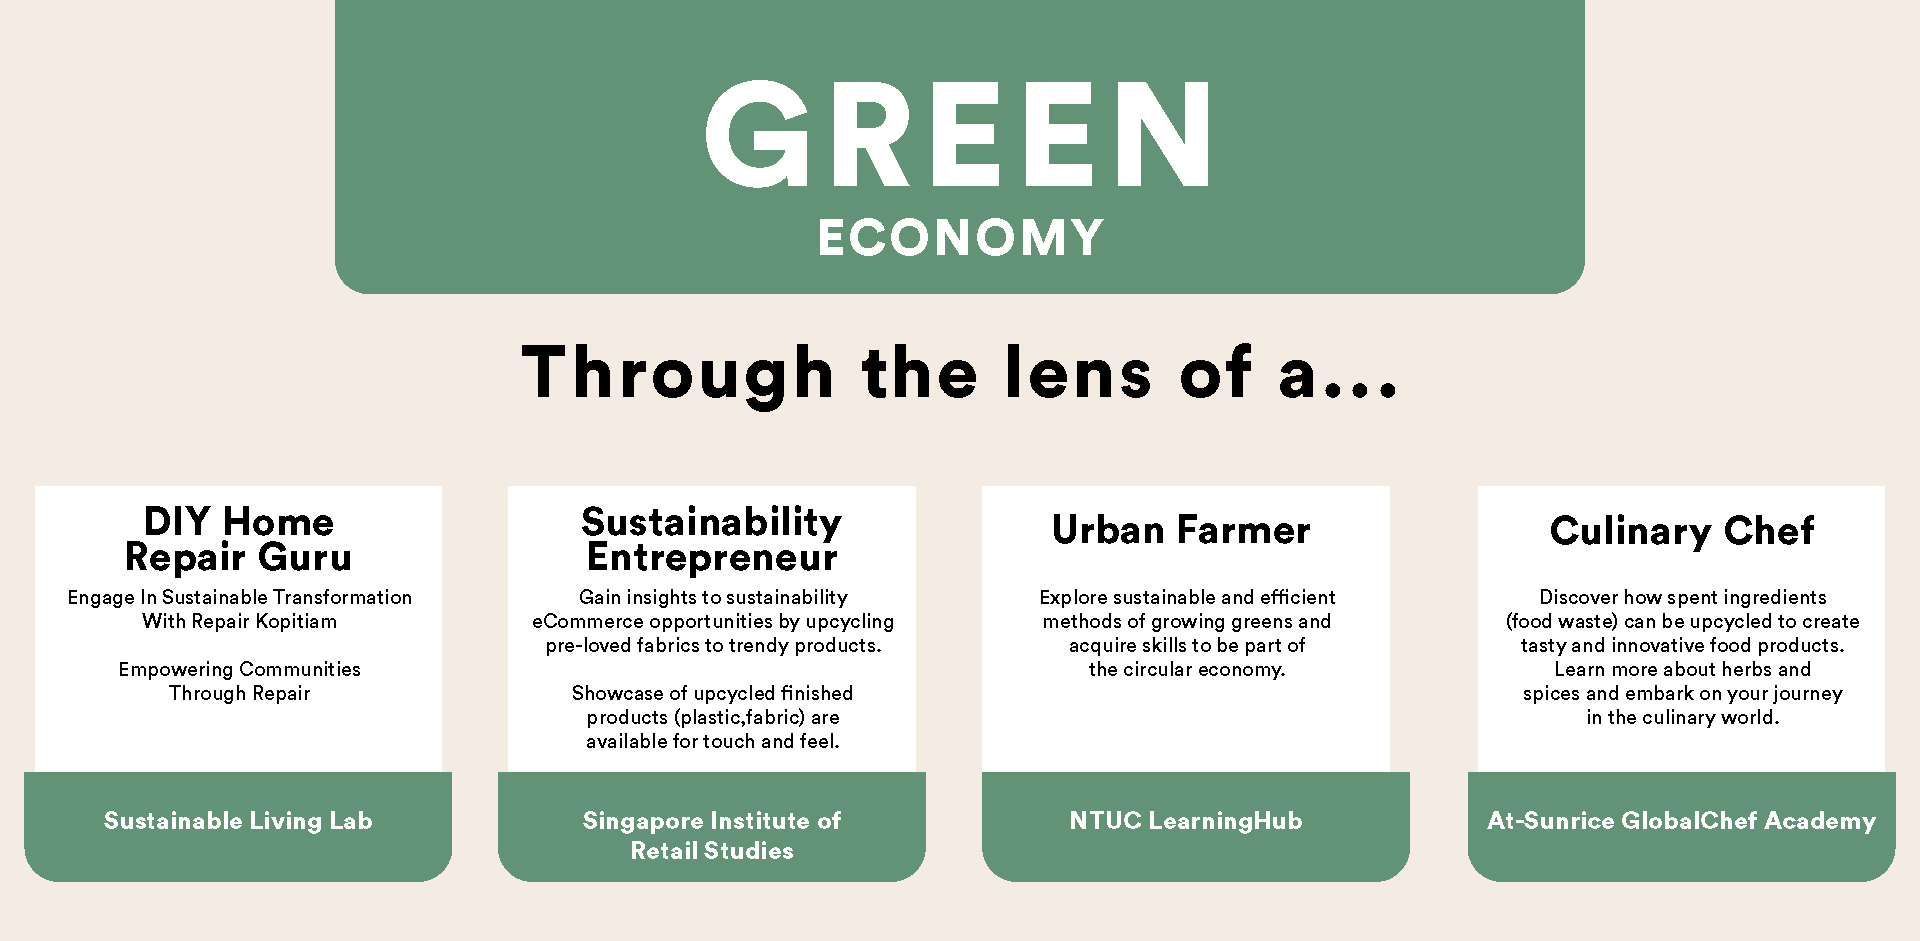 GREEN
ECONOMY
Through the lens of a...
DIY Home
Repair Guru
Engage In Sustainable Transformation
With Repair Kopitiam
Empowering Communities
Through Repair
Sustainable Living Lab
Sustainability
Entrepreneur
Gain insights to sustainability
eCommerce opportunities by upcycling
pre-loved fabrics to trendy products.
Showcase of upcycled finished
products (plastic,fabric) are
available for touch and feel.
Singapore Institute of
Retail Studies
Urban Farmer
Explore sustainable and efficient
methods of growing greens and
acquire skills to be part of
the circular economy.
NTUC LearningHub
Culinary Chef
Discover how spent ingredients
(food waste) can be upcycled to create
tasty and innovative food products.
Learn more about herbs and
spices and embark on your journey
in the culinary world.
At-Sunrice GlobalChef Academy